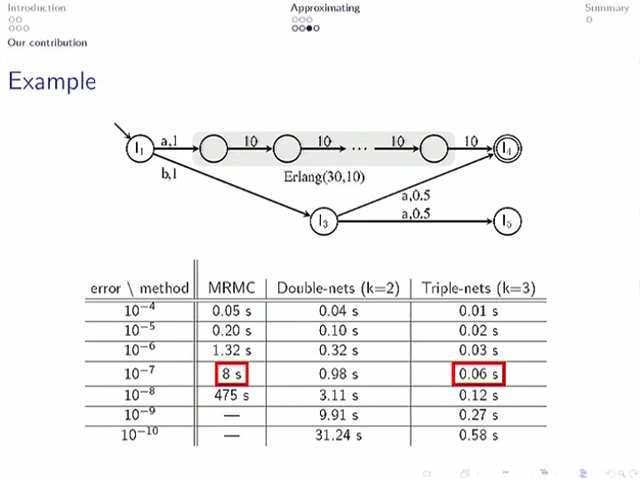 Introduction Approximating Summary
Our contribution
Example
a,1 10 10 ... 10 10
l₁ l₄
b,1 Erlang(30,10)
a,0.5
l₃ a,0.5 l₅
error \ method MRMC Double-nets (k=2) Triple-nets (k=3)
10⁻⁴ 0.05 s 0.04 s 0.01 s
10⁻⁵ 0.20 s 0.10 s 0.02 s
10⁻⁶ 1.32 s 0.32 s 0.03 s
10⁻⁷ 8 s 0.98 s 0.06 s
10⁻⁸ 475 s 3.11 s 0.12 s
10⁻⁹ — 9.91 s 0.27 s
10⁻¹⁰ — 31.24 s 0.58 s